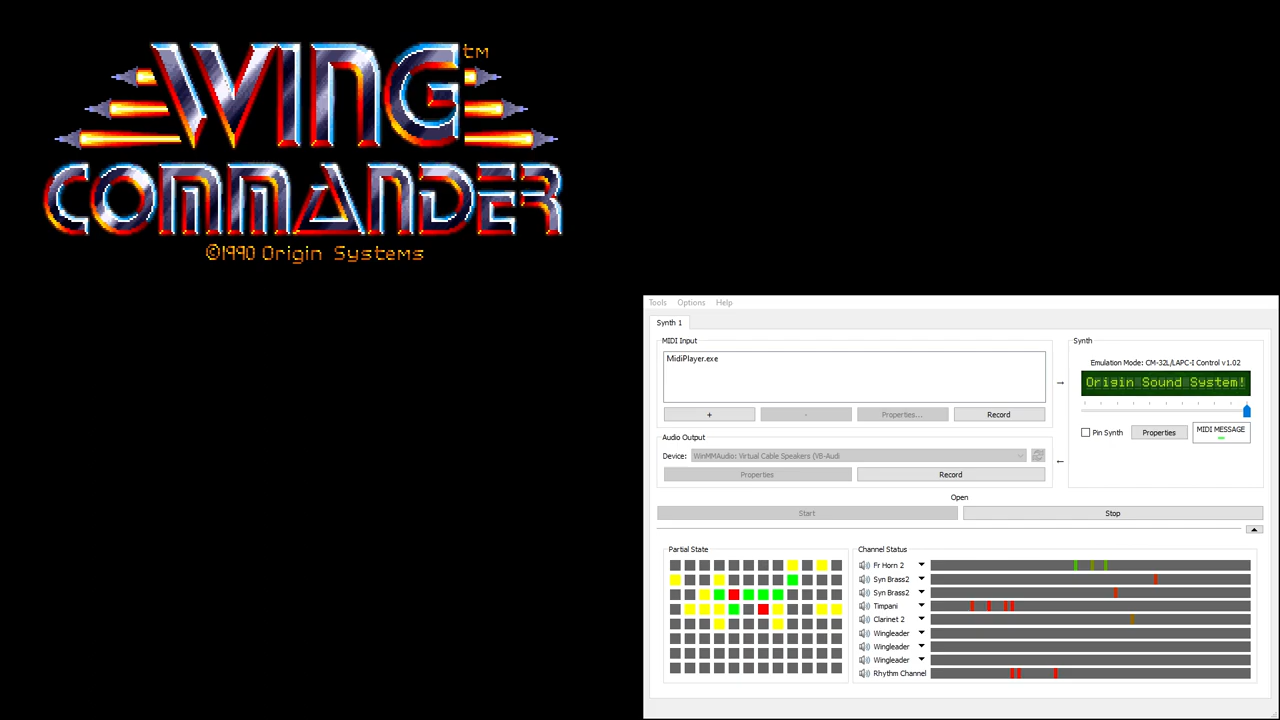 WING
TM
COMMANDER
©1990 Origin Systems
Tools Options Help
Synth 1
MIDI Input
MidiPlayer.exe
+ - Properties... Record
Audio Output
Device: WinMMAudio: Virtual Cable Speakers (VB-Audi
Properties Record
→
←
Synth
Emulation Mode: CM-32L/LAPC-I Control v1.02
Origin Sound System!
Pin Synth Properties MIDI MESSAGE
Open
Start Stop
Partial State
Channel Status
Fr Horn 2
Syn Brass2
Syn Brass2
Timpani
Clarinet 2
Wingleader
Wingleader
Wingleader
Rhythm Channel